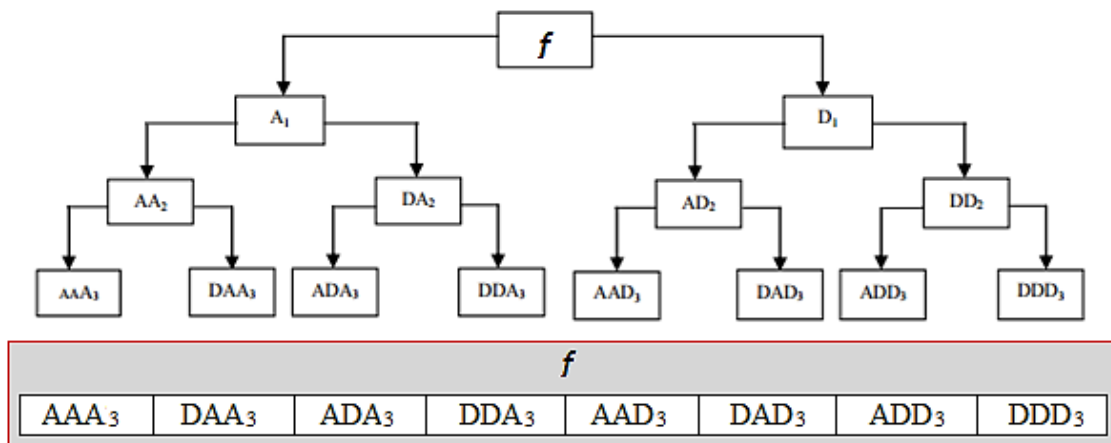 f
A₁ D₁
AA₂ DA₂ AD₂ DD₂
AAA₃ DAA₃ ADA₃ DDA₃ AAD₃ DAD₃ ADD₃ DDD₃
f
AAA₃ DAA₃ ADA₃ DDA₃ AAD₃ DAD₃ ADD₃ DDD₃